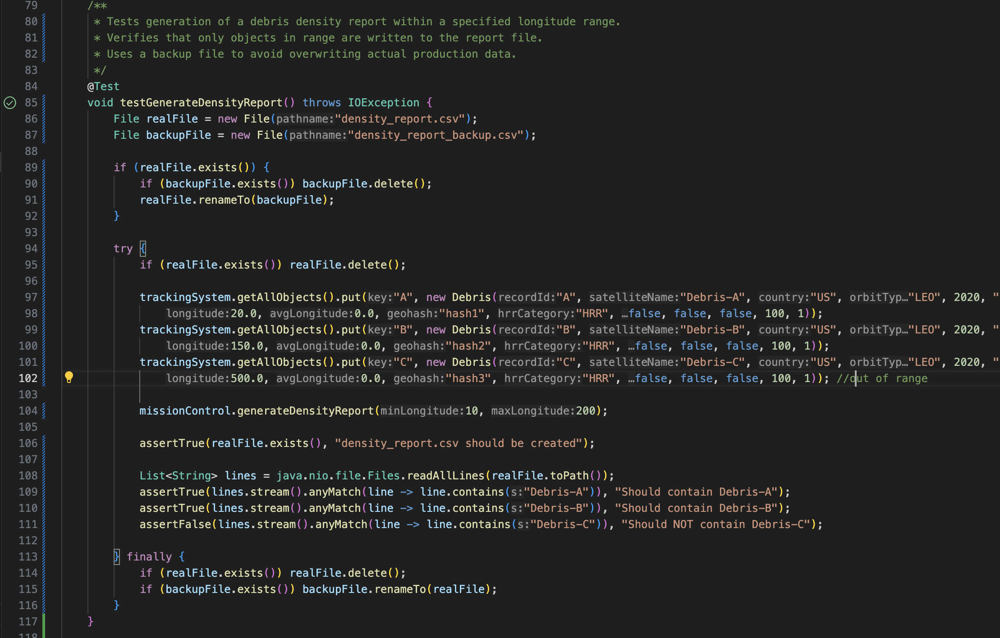 79 /**
80 * Tests generation of a debris density report within a specified longitude range.
81 * Verifies that only objects in range are written to the report file.
82 * Uses a backup file to avoid overwriting actual production data.
83 */
84 @Test
85 void testGenerateDensityReport() throws IOException {
86 File realFile = new File(pathname:"density_report.csv");
87 File backupFile = new File(pathname:"density_report_backup.csv");
88
89 if (realFile.exists()) {
90 if (backupFile.exists()) backupFile.delete();
91 realFile.renameTo(backupFile);
92 }
93
94 try {
95 if (realFile.exists()) realFile.delete();
96
97 trackingSystem.getAllObjects().put(key:"A", new Debris(recordId:"A", satelliteName:"Debris-A", country:"US", orbitTyp…"LEO", 2020, "
98 longitude:20.0, avgLongitude:0.0, geohash:"hash1", hrrCategory:"HRR", …false, false, false, 100, 1));
99 trackingSystem.getAllObjects().put(key:"B", new Debris(recordId:"B", satelliteName:"Debris-B", country:"US", orbitTyp…"LEO", 2020, "
100 longitude:150.0, avgLongitude:0.0, geohash:"hash2", hrrCategory:"HRR", …false, false, false, 100, 1));
101 trackingSystem.getAllObjects().put(key:"C", new Debris(recordId:"C", satelliteName:"Debris-C", country:"US", orbitTyp…"LEO", 2020, "
102 longitude:500.0, avgLongitude:0.0, geohash:"hash3", hrrCategory:"HRR", …false, false, false, 100, 1)); //out of range
103
104 missionControl.generateDensityReport(minLongitude:10, maxLongitude:200);
105
106 assertTrue(realFile.exists(), "density_report.csv should be created");
107
108 List<String> lines = java.nio.file.Files.readAllLines(realFile.toPath());
109 assertTrue(lines.stream().anyMatch(line -> line.contains(s:"Debris-A")), "Should contain Debris-A");
110 assertTrue(lines.stream().anyMatch(line -> line.contains(s:"Debris-B")), "Should contain Debris-B");
111 assertFalse(lines.stream().anyMatch(line -> line.contains(s:"Debris-C")), "Should NOT contain Debris-C");
112
113 } finally {
114 if (realFile.exists()) realFile.delete();
115 if (backupFile.exists()) backupFile.renameTo(realFile);
116 }
117 }
118